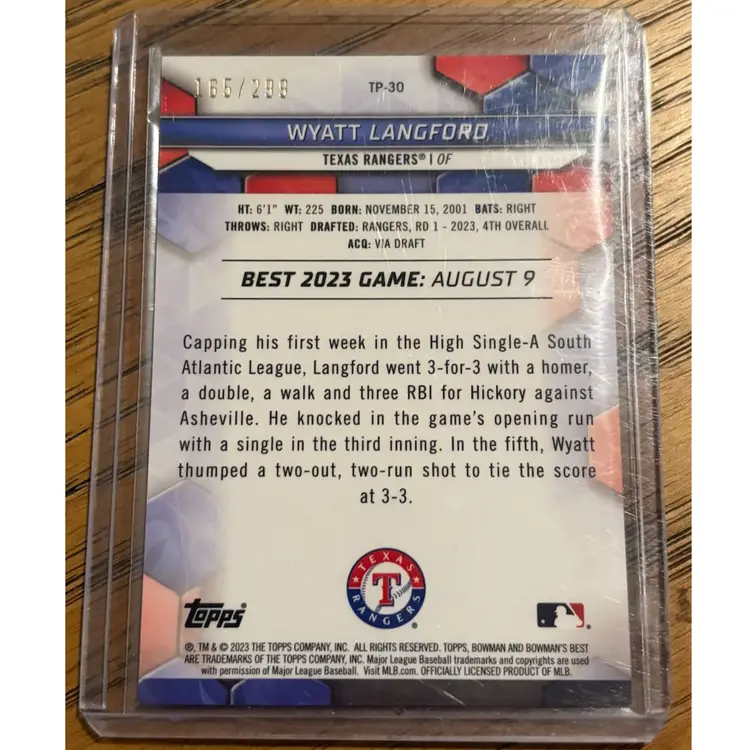 165/299
TP-30
WYATT LANGFORD
TEXAS RANGERS® | OF
HT: 6'1" WT: 225 BORN: NOVEMBER 15, 2001 BATS: RIGHT
THROWS: RIGHT DRAFTED: RANGERS, RD 1 - 2023, 4TH OVERALL
ACQ: VIA DRAFT
BEST 2023 GAME: AUGUST 9
Capping his first week in the High Single-A South
Atlantic League, Langford went 3-for-3 with a homer,
a double, a walk and three RBI for Hickory against
Asheville. He knocked in the game's opening run
with a single in the third inning. In the fifth, Wyatt
thumped a two-out, two-run shot to tie the score
at 3-3.
TEXAS
T
RANGERS
®
topps®
®, TM & © 2023 THE TOPPS COMPANY, INC. ALL RIGHTS RESERVED. TOPPS, BOWMAN AND BOWMAN'S BEST
ARE TRADEMARKS OF THE TOPPS COMPANY, INC. Major League Baseball trademarks and copyrights are used
with permission of Major League Baseball. Visit MLB.com. OFFICIALLY LICENSED PRODUCT OF MLB.